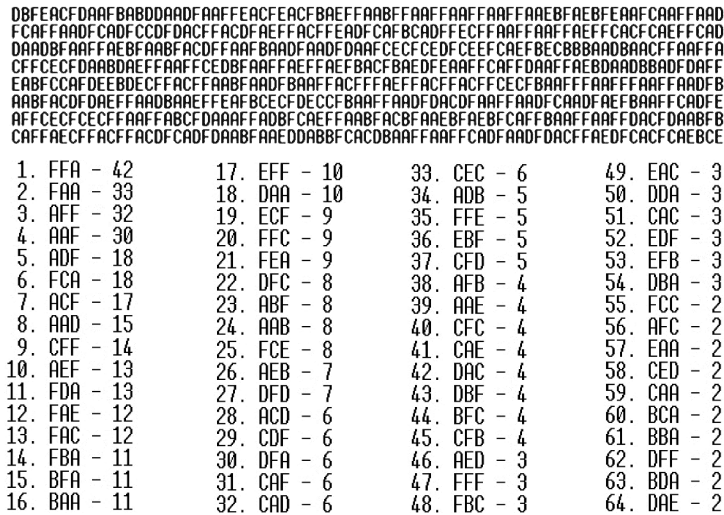 DBFEACFDAAFBABDDAADFAAFFEACFEACFBAEFFAABFFAAFFAAFFAAFFAAEBFAEBFEAAFCAAFFAAD
FCAFFAADFCADFCCFDACFFACDFAEFFACFFEADFCAFBCADFFECFFAAFFAAFFAEFFACFFACFCAEFFCAD
DAADBFAAFFAEBFAABFACDFFAAFBAADFAADFDAAFCECFCEDFCEEFCAEFBECBBBAADBAACFFAAFFA
CFFCECFDAABDAEFFAAFFCEDBFAAFFAEFFAEFBACFBAEDFEAAFFCAFFDAAFFAEBDAADBBADFDAFF
EABFCCAFDEEBDECFFACFFAABFAADFBAAFFACFFFAEFFACFFACFFCECFBAAFFFAAFFFAAFFAADFB
AABFACDFDAEFFAADBAAEFFEAFBCECFDECCFBAAFFAADFDACDFAAFFAADFCAADFAEFBAAFFCADFE
AFFCECFCECFFAAFFABCFDAAAFFADBFCAEFFAABFACBFAAEBFAEBFCAFFBAAFFAAFFDACFDAABFB
CAFFAECFFACFFACDFCADFDAABFAAEDDABBFCACDBAAFFAAFFCADFAADFDACFFAEDFCACFCAEBCE
1. FFA - 42
2. FAA - 33
3. AFF - 32
4. AAF - 30
5. ADF - 18
6. FCA - 18
7. ACF - 17
8. AAD - 15
9. CFF - 14
10. AEF - 13
11. FDA - 13
12. FAE - 12
13. FAC - 12
14. FBA - 11
15. BFA - 11
16. BAA - 11
17. EFF - 10
18. DAA - 10
19. ECF - 9
20. FFC - 9
21. FEA - 9
22. DFC - 8
23. ABF - 8
24. AAB - 8
25. FCE - 8
26. AEB - 7
27. DFD - 7
28. ACD - 6
29. CDF - 6
30. DFA - 6
31. CAF - 6
32. CAD - 6
33. CEC - 6
34. ADB - 5
35. FFE - 5
36. EBF - 5
37. CFD - 5
38. AFB - 4
39. AAE - 4
40. CFC - 4
41. CAE - 4
42. DAC - 4
43. DBF - 4
44. BFC - 4
45. CFB - 4
46. AED - 3
47. FFF - 3
48. FBC - 3
49. EAC - 3
50. DDA - 3
51. CAC - 3
52. EDF - 3
53. EFB - 3
54. DBA - 3
55. FCC - 2
56. AFC - 2
57. EAA - 2
58. CED - 2
59. CAA - 2
60. BCA - 2
61. BBA - 2
62. DFF - 2
63. BDA - 2
64. DAE - 2